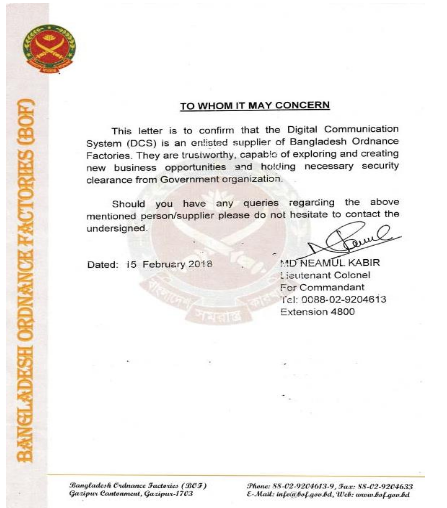 BANGLADESH ORDNANCE FACTORIES (BOF)
TO WHOM IT MAY CONCERN
This letter is to confirm that the Digital Communication
System (DCS) is an enlisted supplier of Bangladesh Ordnance
Factories. They are trustworthy, capable of exploring and creating
new business opportunities and holding necessary security
clearance from Government organization.
Should you have any queries regarding the above
mentioned person/supplier please do not hesitate to contact the
undersigned.
Dated: 15 February 2018
MD NEAMUL KABIR
Lieutenant Colonel
For Commandant
Tel: 0088-02-9204613
Extension 4800
বাংলাদেশ সমরাস্ত্র কারখানা
Bangladesh Ordnance Factories (BOF)
Gazipur Cantonment, Gazipur-1703
Phone: 88-02-9204613-9, Fax: 88-02-9204633
E-Mail: info@bof.gov.bd, Web: www.bof.gov.bd